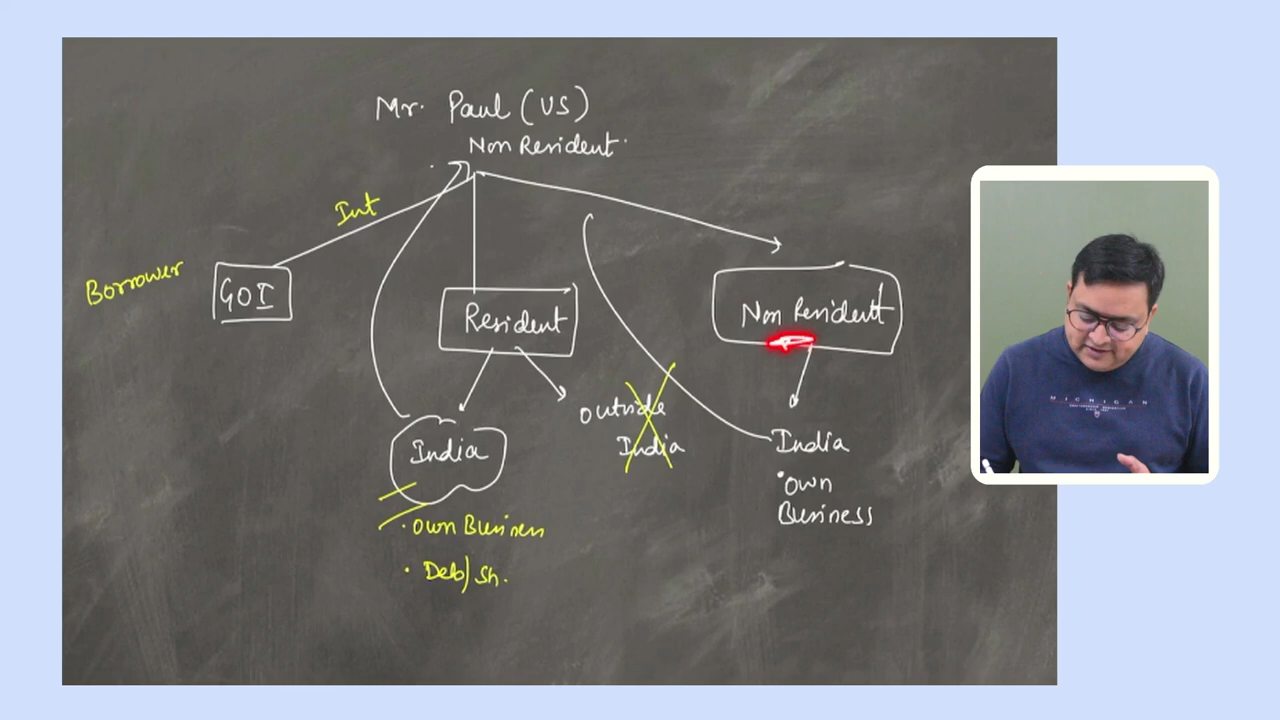 Mr. Paul (US)
Non Resident.
Int
Borrower
GOI
Resident
Non Resident
India
Outside
India
India
• Own Business
• Deb/Sh.
• Own
Business
MICHIGAN